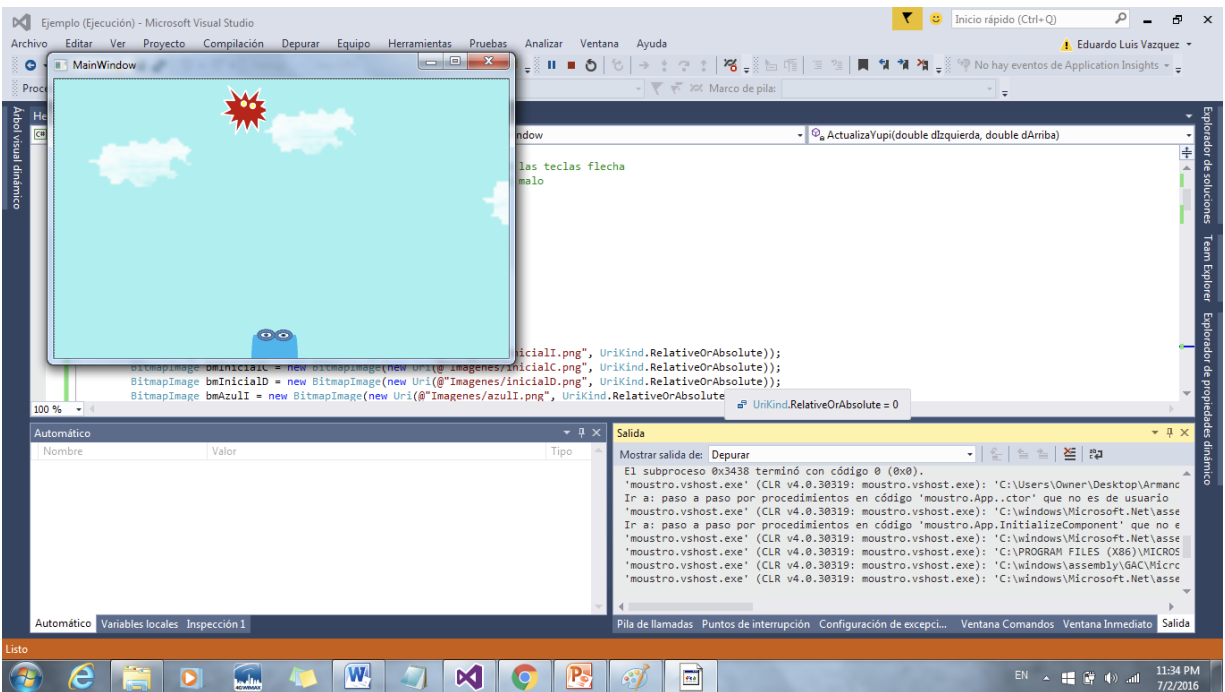 Ejemplo (Ejecución) - Microsoft Visual Studio
Inicio rápido (Ctrl+Q)
Archivo Editar Ver Proyecto Compilación Depurar Equipo Herramientas Pruebas Analizar Ventana Ayuda
Eduardo Luis Vazquez
MainWindow
No hay eventos de Application Insights
Proce
Marco de pila:
Árbol visual dinámico
He
C#
ndow
ActualizaYupi(double dIzquierda, double dArriba)
las teclas flecha
malo
Explorador de soluciones
Team Explorer
Explorador de propiedades dinámico
icialI.png", UriKind.RelativeOrAbsolute));
BitmapImage bmInicialC = new BitmapImage(new Uri(@"Imagenes/inicialC.png", UriKind.RelativeOrAbsolute));
BitmapImage bmInicialD = new BitmapImage(new Uri(@"Imagenes/inicialD.png", UriKind.RelativeOrAbsolute));
BitmapImage bmAzulI = new BitmapImage(new Uri(@"Imagenes/azulI.png", UriKind.RelativeOrAbsolute
UriKind.RelativeOrAbsolute = 0
100 %
Automático
Nombre Valor Tipo
Salida
Mostrar salida de: Depurar
El subproceso 0x3438 terminó con código 0 (0x0).
'moustro.vshost.exe' (CLR v4.0.30319: moustro.vshost.exe): 'C:\Users\Owner\Desktop\Armanc
Ir a: paso a paso por procedimientos en código 'moustro.App..ctor' que no es de usuario
'moustro.vshost.exe' (CLR v4.0.30319: moustro.vshost.exe): 'C:\windows\Microsoft.Net\asse
Ir a: paso a paso por procedimientos en código 'moustro.App.InitializeComponent' que no e
'moustro.vshost.exe' (CLR v4.0.30319: moustro.vshost.exe): 'C:\windows\Microsoft.Net\asse
'moustro.vshost.exe' (CLR v4.0.30319: moustro.vshost.exe): 'C:\PROGRAM FILES (X86)\MICROS
'moustro.vshost.exe' (CLR v4.0.30319: moustro.vshost.exe): 'C:\windows\assembly\GAC\Micro
'moustro.vshost.exe' (CLR v4.0.30319: moustro.vshost.exe): 'C:\windows\Microsoft.Net\asse
Automático Variables locales Inspección 1
Pila de llamadas Puntos de interrupción Configuración de excepci... Ventana Comandos Ventana Inmediato Salida
Listo
4GWIMAX
EN
11:34 PM
7/2/2016